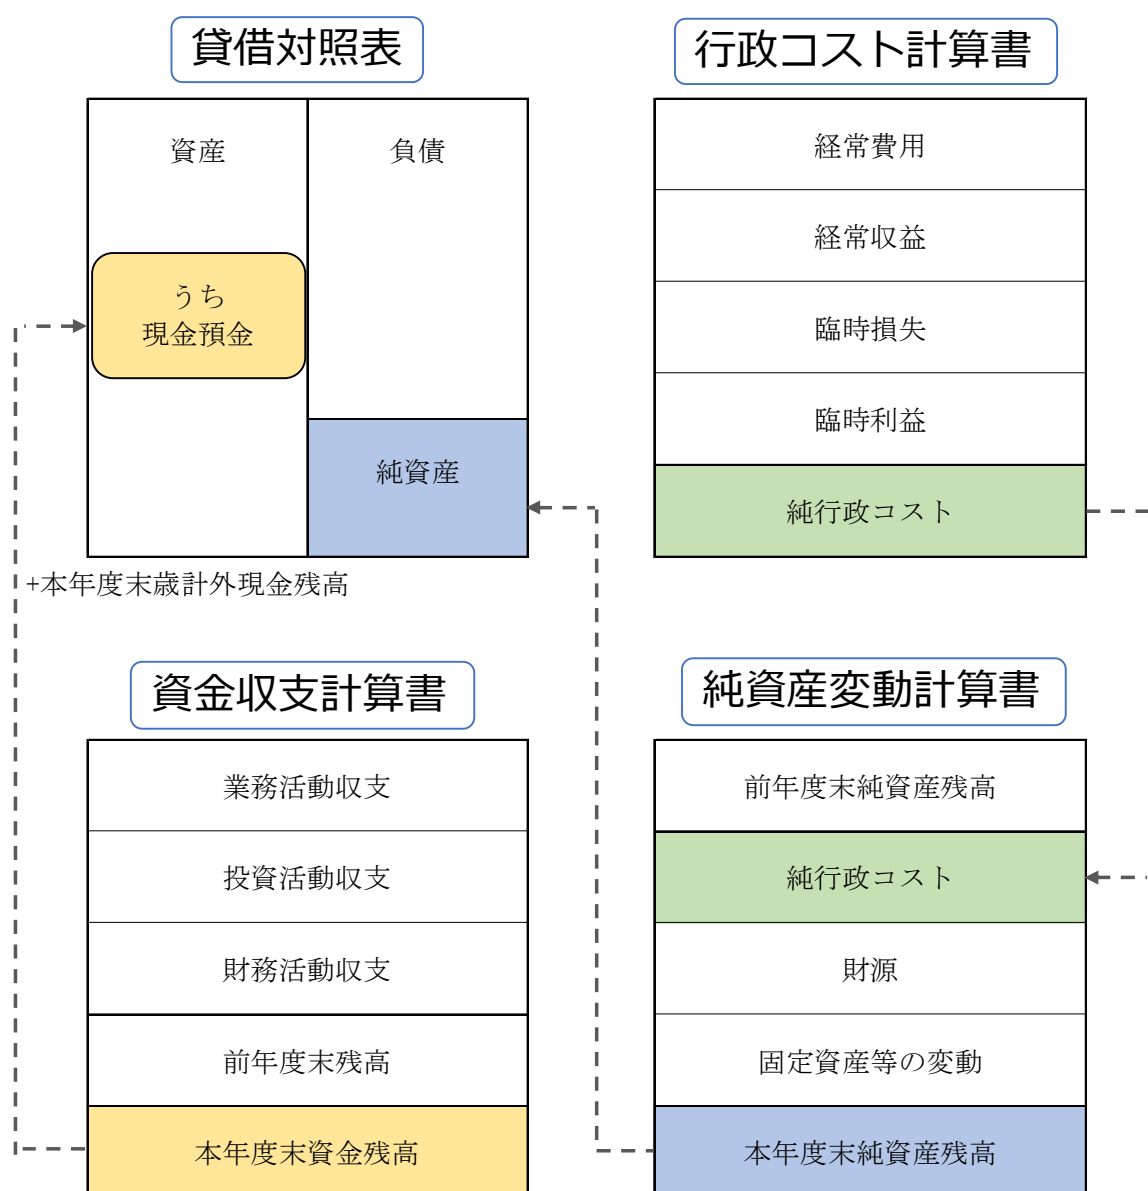 貸借対照表
資産
負債
うち
現金預金
純資産
+本年度末歳計外現金残高
行政コスト計算書
経常費用
経常収益
臨時損失
臨時利益
純行政コスト
資金収支計算書
業務活動収支
投資活動収支
財務活動収支
前年度末残高
本年度末資金残高
純資産変動計算書
前年度末純資産残高
純行政コスト
財源
固定資産等の変動
本年度末純資産残高